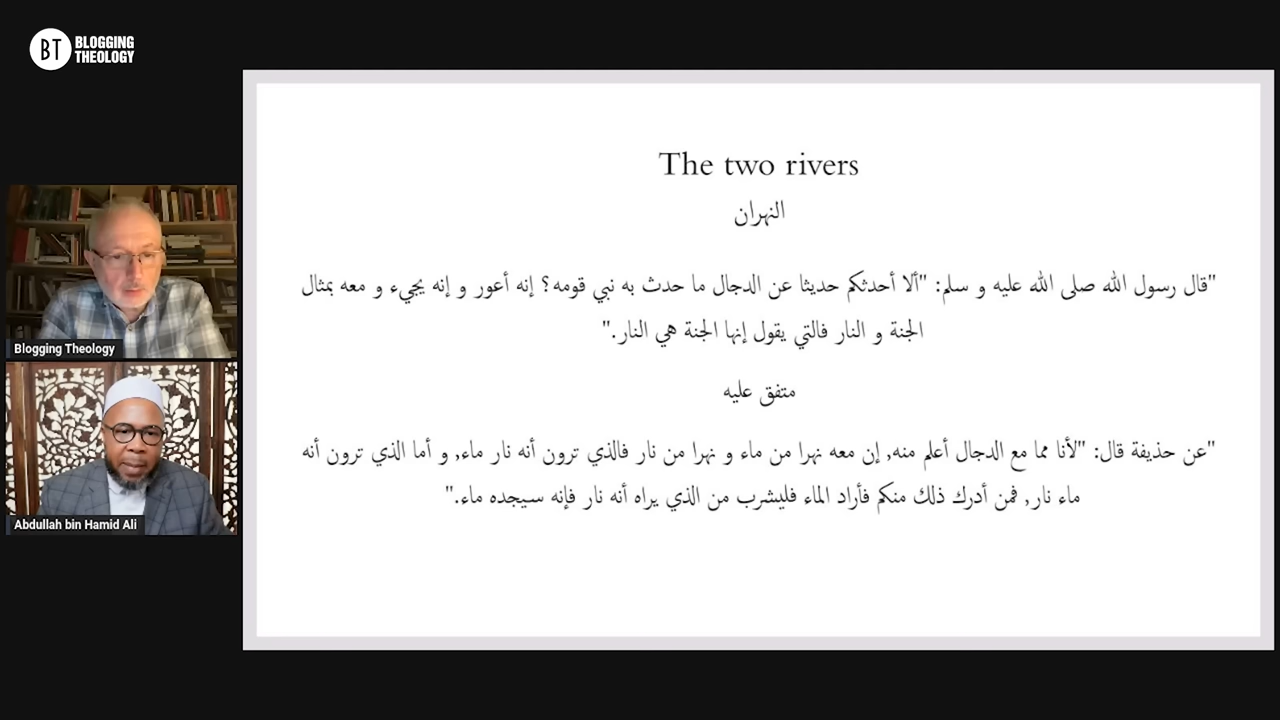 BT
BLOGGING
THEOLOGY
The two rivers
النهران
"قال رسول الله صلى الله عليه و سلم: "ألا أحدثكم حديثا عن الدجال ما حدث به نبي قومه؟ إنه أعور و إنه يجيء و معه بمثال
الجنة و النار فالتي يقول إنها الجنة هي النار."
متفق عليه
"عن حذيفة قال: "لأنا مما مع الدجال أعلم منه, إن معه نهرا من ماء و نهرا من نار فالذي ترون أنه نار ماء, و أما الذي ترون أنه
ماء نار, فمن أدرك ذلك منكم فأراد الماء فليشرب من الذي يراه أنه نار فإنه سيجده ماء."
Blogging Theology
Abdullah bin Hamid Ali